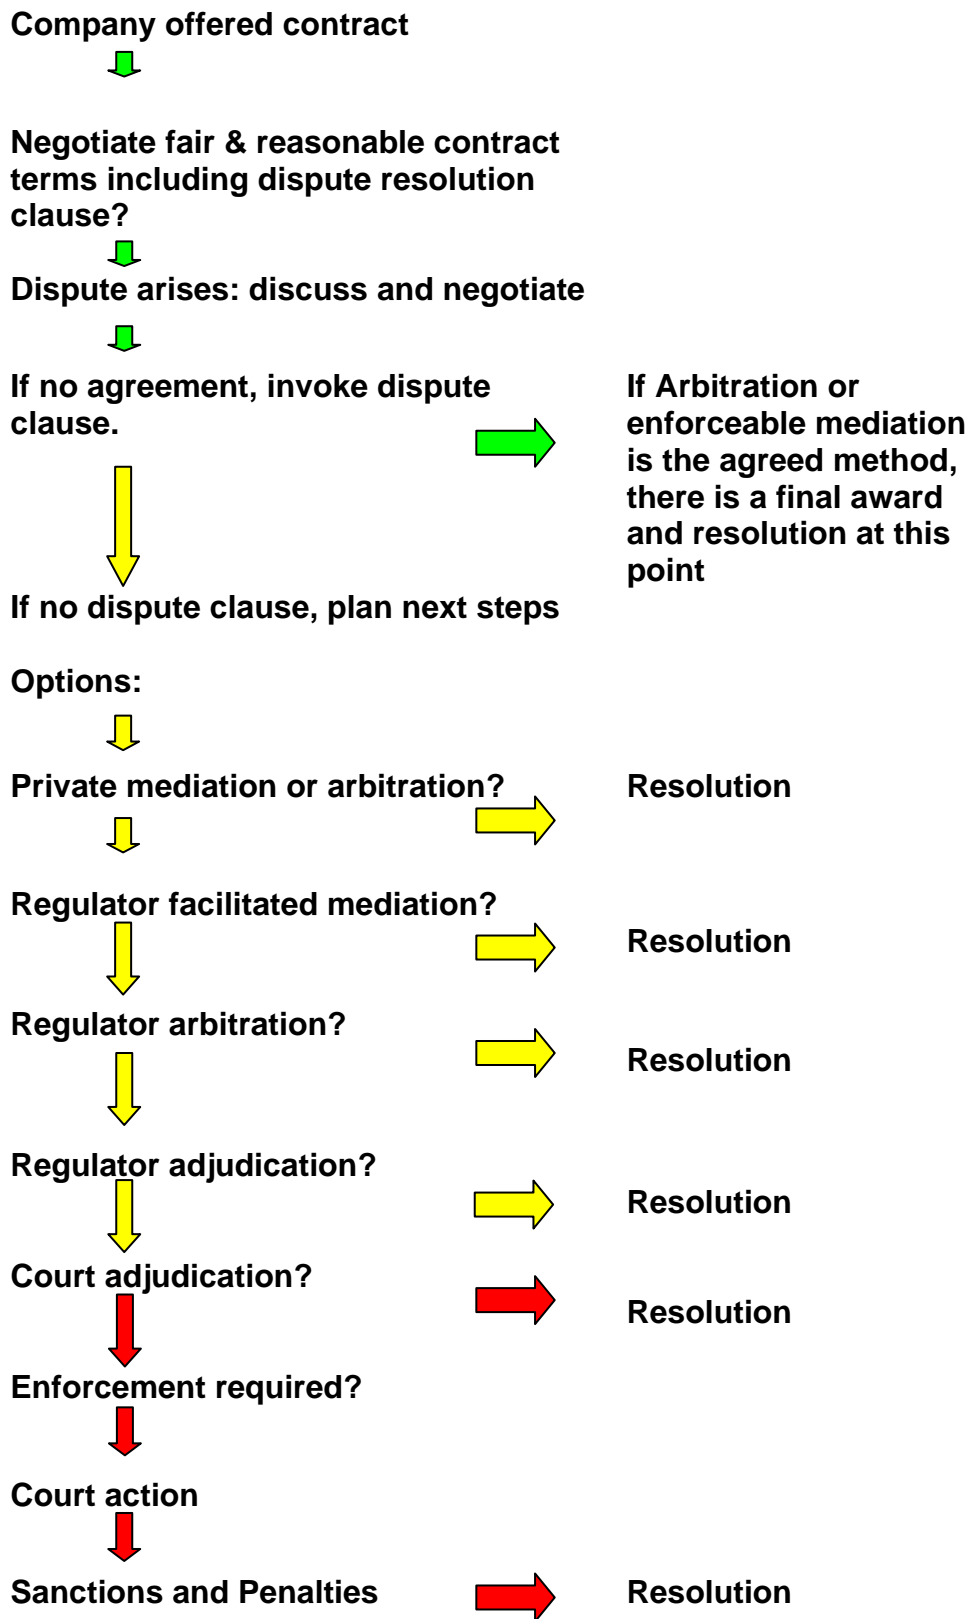 Company offered contract
Negotiate fair & reasonable contract
terms including dispute resolution
clause?
Dispute arises: discuss and negotiate
If no agreement, invoke dispute
clause.
If Arbitration or
enforceable mediation
is the agreed method,
there is a final award
and resolution at this
point
If no dispute clause, plan next steps
Options:
Private mediation or arbitration?
Resolution
Regulator facilitated mediation?
Resolution
Regulator arbitration?
Resolution
Regulator adjudication?
Resolution
Court adjudication?
Resolution
Enforcement required?
Court action
Sanctions and Penalties
Resolution